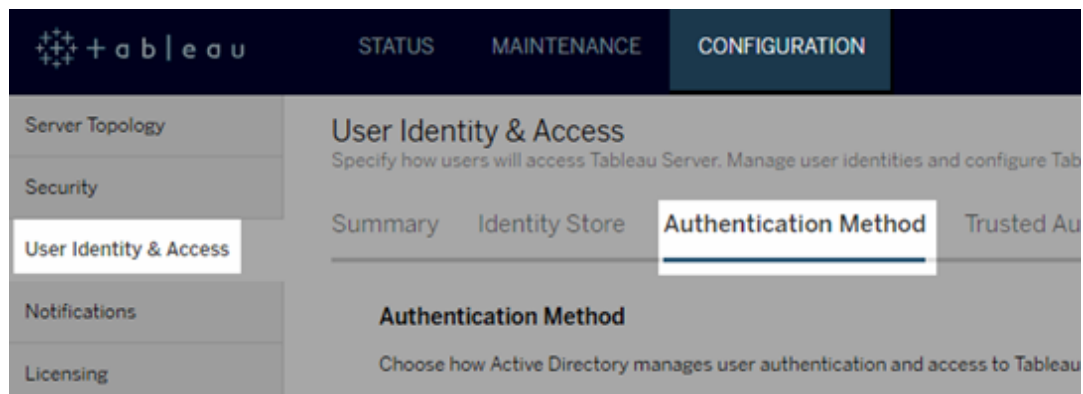 + a b | e a u
STATUS MAINTENANCE CONFIGURATION
Server Topology
Security
User Identity & Access
Notifications
Licensing
User Identity & Access
Specify how users will access Tableau Server. Manage user identities and configure Tab
Summary Identity Store Authentication Method Trusted Au
Authentication Method
Choose how Active Directory manages user authentication and access to Tableau